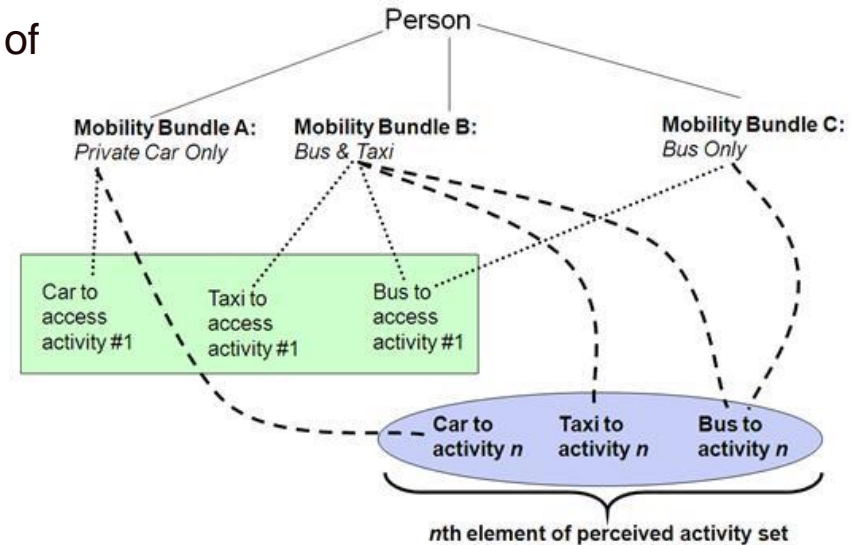 of
Person
Mobility Bundle A:
Private Car Only
Mobility Bundle B:
Bus & Taxi
Mobility Bundle C:
Bus Only
Car to
access
activity #1
Taxi to
access
activity #1
Bus to
access
activity #1
Car to
activity n
Taxi to
activity n
Bus to
activity n
nth element of perceived activity set